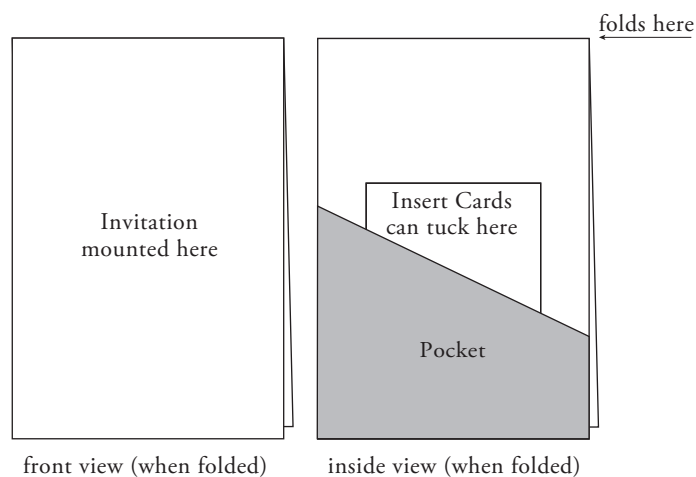 folds here
Invitation
mounted here
Insert Cards
can tuck here
Pocket
front view (when folded)
inside view (when folded)